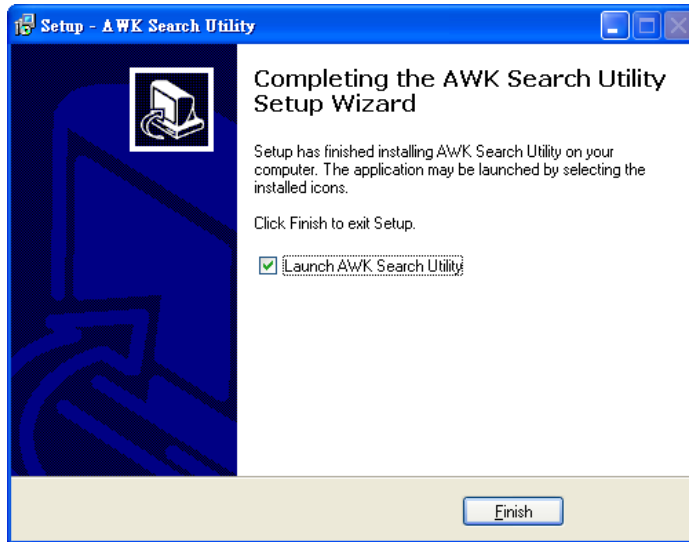 Setup - AWK Search Utility
Completing the AWK Search Utility
Setup Wizard
Setup has finished installing AWK Search Utility on your
computer. The application may be launched by selecting the
installed icons.
Click Finish to exit Setup.
Launch AWK Search Utility
Finish